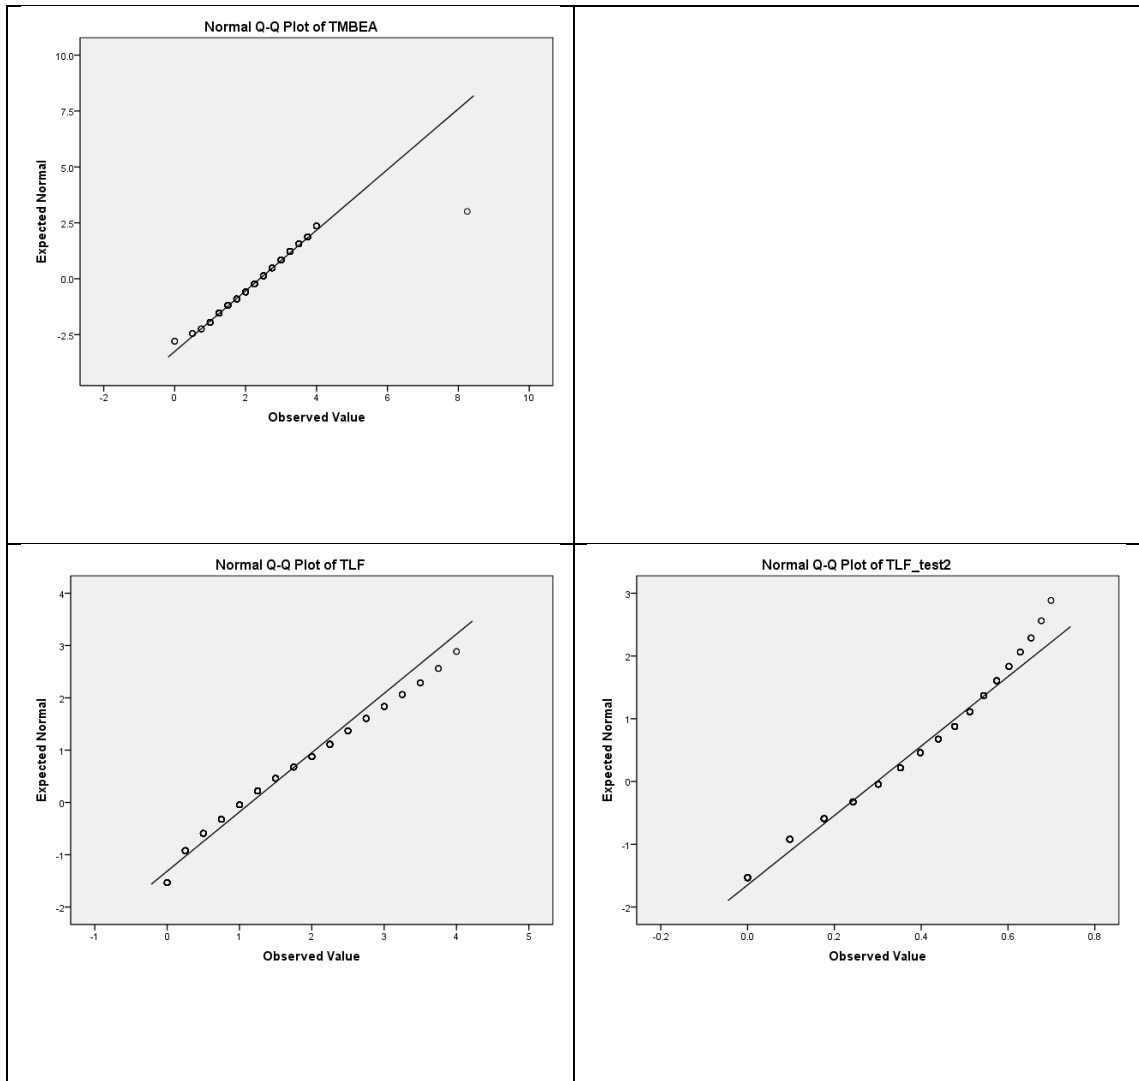 Normal Q-Q Plot of TMBEA
Expected Normal
10.0
7.5
5.0
2.5
0.0
-2.5
-2 0 2 4 6 8 10
Observed Value
Normal Q-Q Plot of TLF
Expected Normal
4
3
2
1
0
-1
-2
-1 0 1 2 3 4 5
Observed Value
Normal Q-Q Plot of TLF_test2
Expected Normal
3
2
1
0
-1
-2
-0.2 0.0 0.2 0.4 0.6 0.8
Observed Value